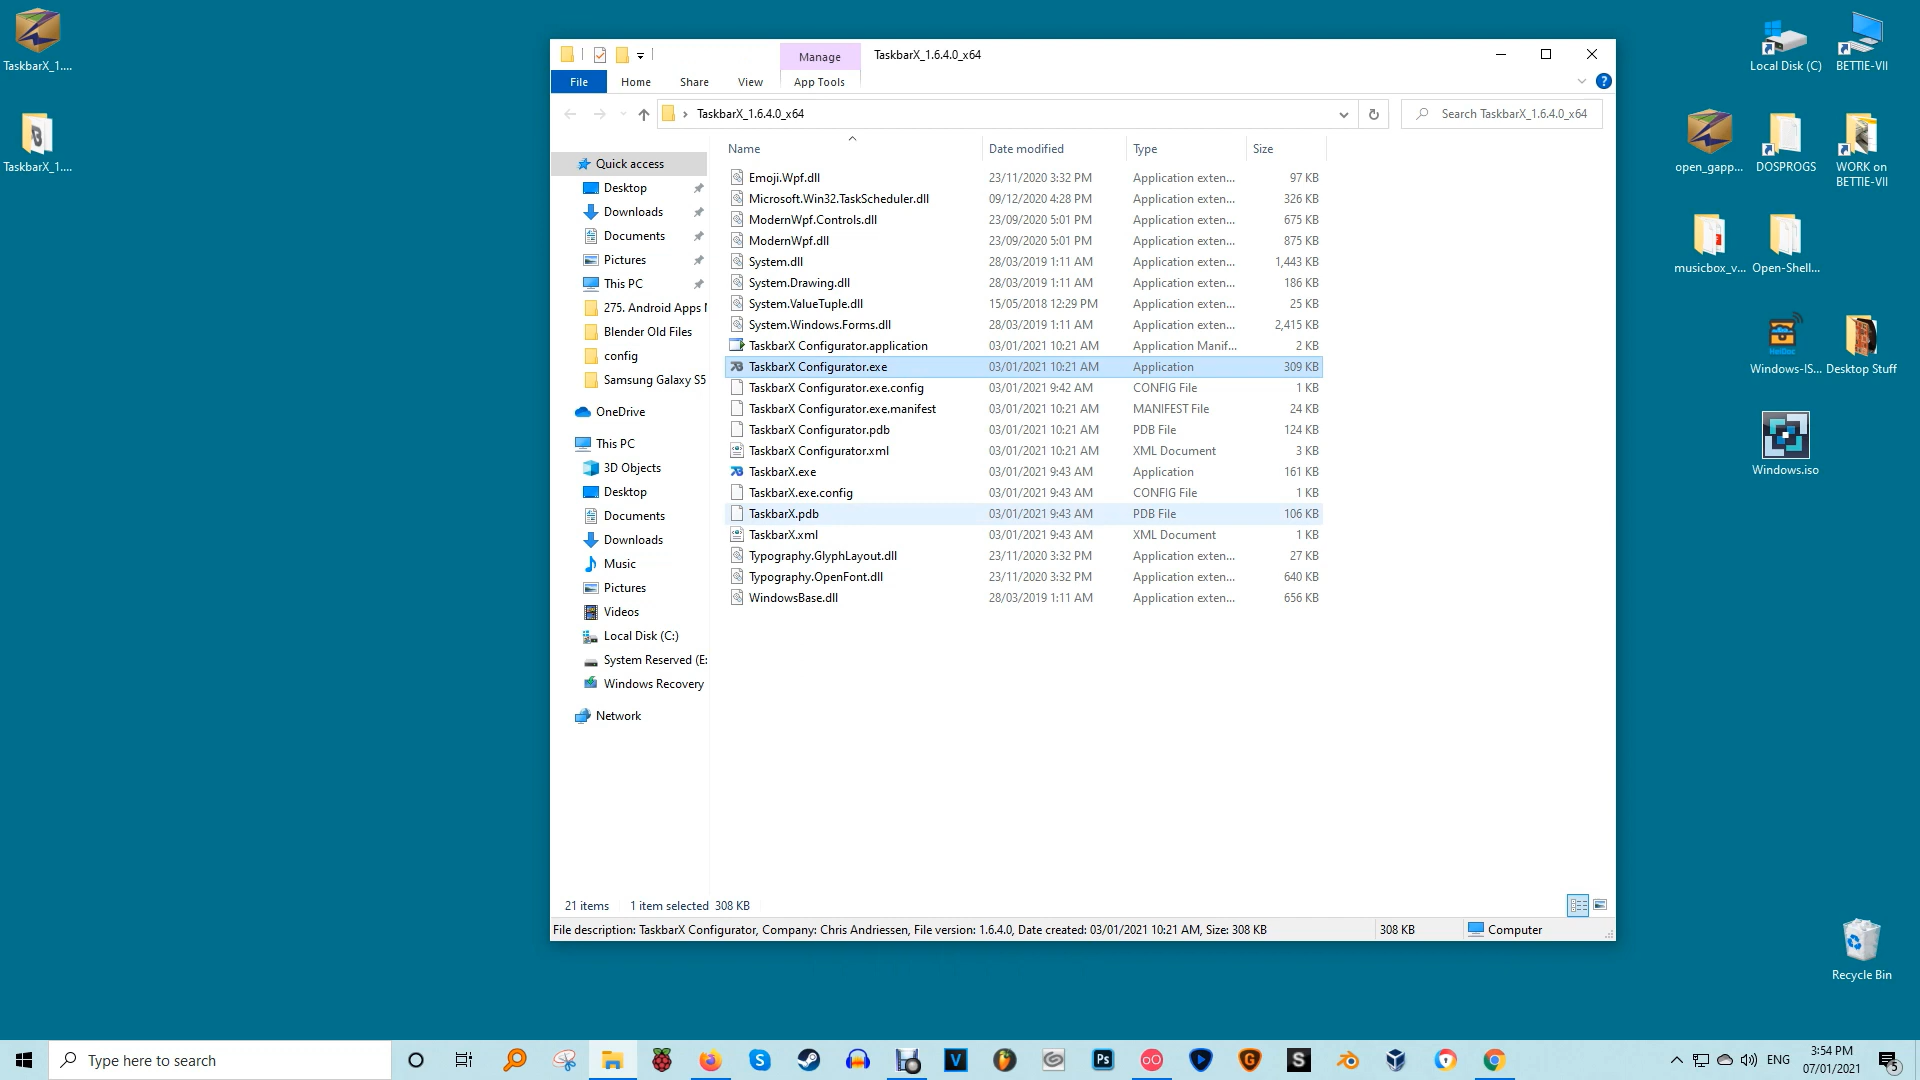 TaskbarX_1....
TaskbarX_1....
Manage
TaskbarX_1.6.4.0_x64
File
Home
Share
View
App Tools
TaskbarX_1.6.4.0_x64
Search TaskbarX_1.6.4.0_x64
Quick access
Desktop
Downloads
Documents
Pictures
This PC
275. Android Apps
Blender Old Files
config
Samsung Galaxy S5
OneDrive
This PC
3D Objects
Desktop
Documents
Downloads
Music
Pictures
Videos
Local Disk (C:)
System Reserved (E:
Windows Recovery
Network
Name Date modified Type Size
Emoji.Wpf.dll 23/11/2020 3:32 PM Application exten... 97 KB
Microsoft.Win32.TaskScheduler.dll 09/12/2020 4:28 PM Application exten... 326 KB
ModernWpf.Controls.dll 23/09/2020 5:01 PM Application exten... 675 KB
ModernWpf.dll 23/09/2020 5:01 PM Application exten... 875 KB
System.dll 28/03/2019 1:11 AM Application exten... 1,443 KB
System.Drawing.dll 28/03/2019 1:11 AM Application exten... 186 KB
System.ValueTuple.dll 15/05/2018 12:29 PM Application exten... 25 KB
System.Windows.Forms.dll 28/03/2019 1:11 AM Application exten... 2,415 KB
TaskbarX Configurator.application 03/01/2021 10:21 AM Application Manif... 2 KB
TaskbarX Configurator.exe 03/01/2021 10:21 AM Application 309 KB
TaskbarX Configurator.exe.config 03/01/2021 9:42 AM CONFIG File 1 KB
TaskbarX Configurator.exe.manifest 03/01/2021 10:21 AM MANIFEST File 24 KB
TaskbarX Configurator.pdb 03/01/2021 10:21 AM PDB File 124 KB
TaskbarX Configurator.xml 03/01/2021 10:21 AM XML Document 3 KB
TaskbarX.exe 03/01/2021 9:43 AM Application 161 KB
TaskbarX.exe.config 03/01/2021 9:43 AM CONFIG File 1 KB
TaskbarX.pdb 03/01/2021 9:43 AM PDB File 106 KB
TaskbarX.xml 03/01/2021 9:43 AM XML Document 1 KB
Typography.GlyphLayout.dll 23/11/2020 3:32 PM Application exten... 27 KB
Typography.OpenFont.dll 23/11/2020 3:32 PM Application exten... 640 KB
WindowsBase.dll 28/03/2019 1:11 AM Application exten... 656 KB
21 items 1 item selected 308 KB
File description: TaskbarX Configurator, Company: Chris Andriessen, File version: 1.6.4.0, Date created: 03/01/2021 10:21 AM, Size: 308 KB 308 KB Computer
Local Disk (C)
BETTIE-VII
open_gapp...
DOSPROGS
WORK on
BETTIE-VII
musicbox_v...
Open-Shell...
HeiDoc
Windows-IS...
Desktop Stuff
Windows.iso
Recycle Bin
Type here to search
V
Ps
G
S
ENG
3:54 PM
07/01/2021
5